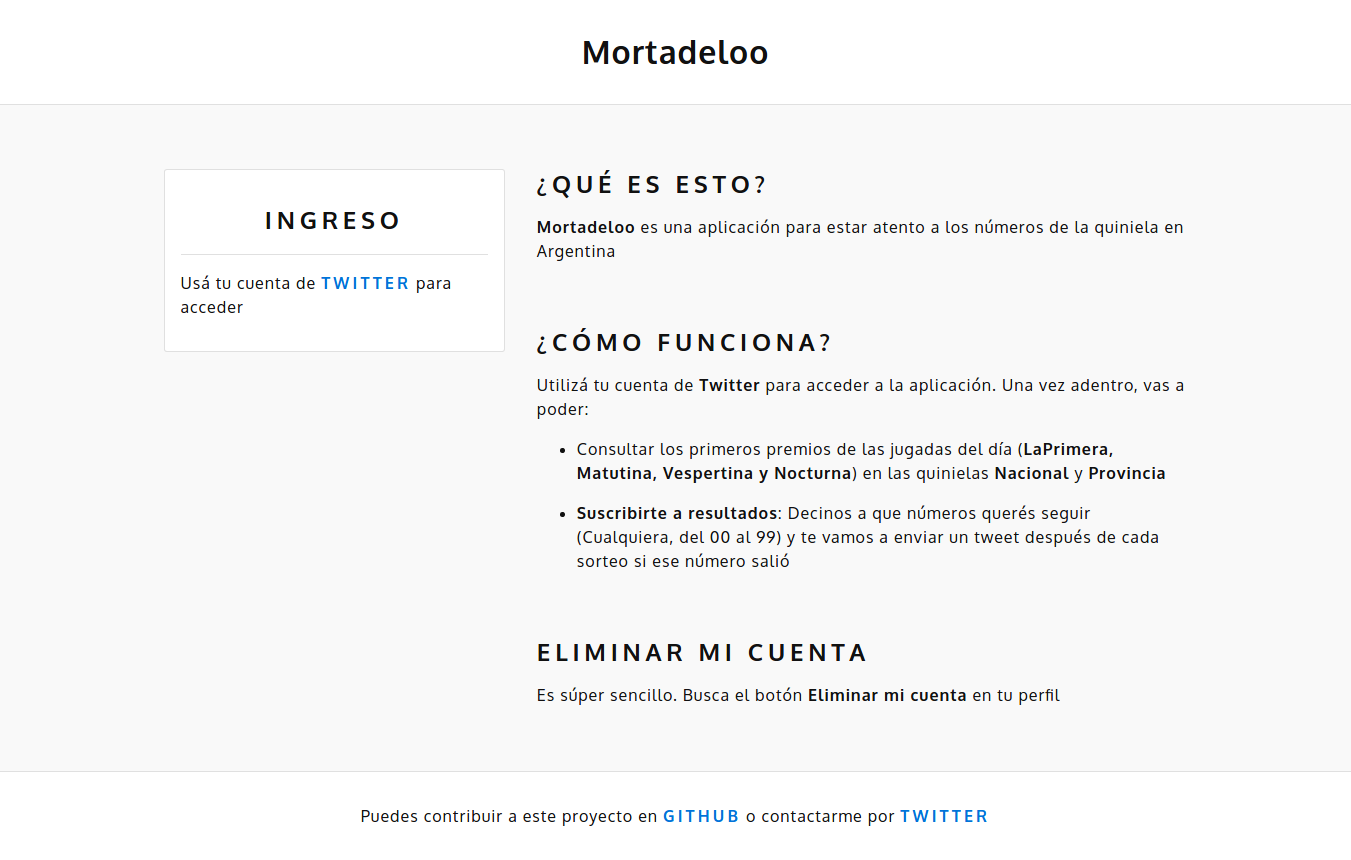 Mortadeloo
INGRESO
Usá tu cuenta de TWITTER para
acceder
¿QUÉ ES ESTO?
Mortadeloo es una aplicación para estar atento a los números de la quiniela en
Argentina
¿CÓMO FUNCIONA?
Utilizá tu cuenta de Twitter para acceder a la aplicación. Una vez adentro, vas a
poder:
• Consultar los primeros premios de las jugadas del día (LaPrimera,
Matutina, Vespertina y Nocturna) en las quinielas Nacional y Provincia
• Suscribirte a resultados: Decinos a que números querés seguir
(Cualquiera, del 00 al 99) y te vamos a enviar un tweet después de cada
sorteo si ese número salió
ELIMINAR MI CUENTA
Es súper sencillo. Busca el botón Eliminar mi cuenta en tu perfil
Puedes contribuir a este proyecto en GITHUB o contactarme por TWITTER